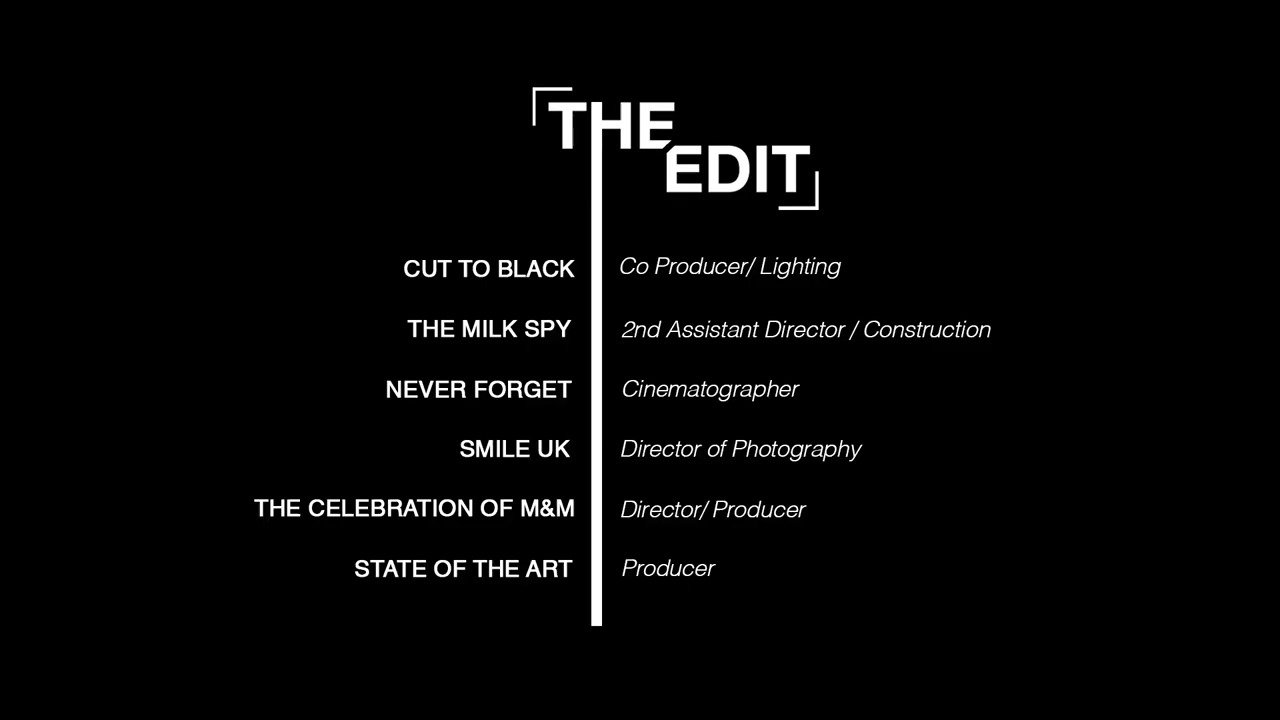 THE
EDIT
CUT TO BLACK Co Producer/ Lighting
THE MILK SPY 2nd Assistant Director / Construction
NEVER FORGET Cinematographer
SMILE UK Director of Photography
THE CELEBRATION OF M&M Director/ Producer
STATE OF THE ART Producer